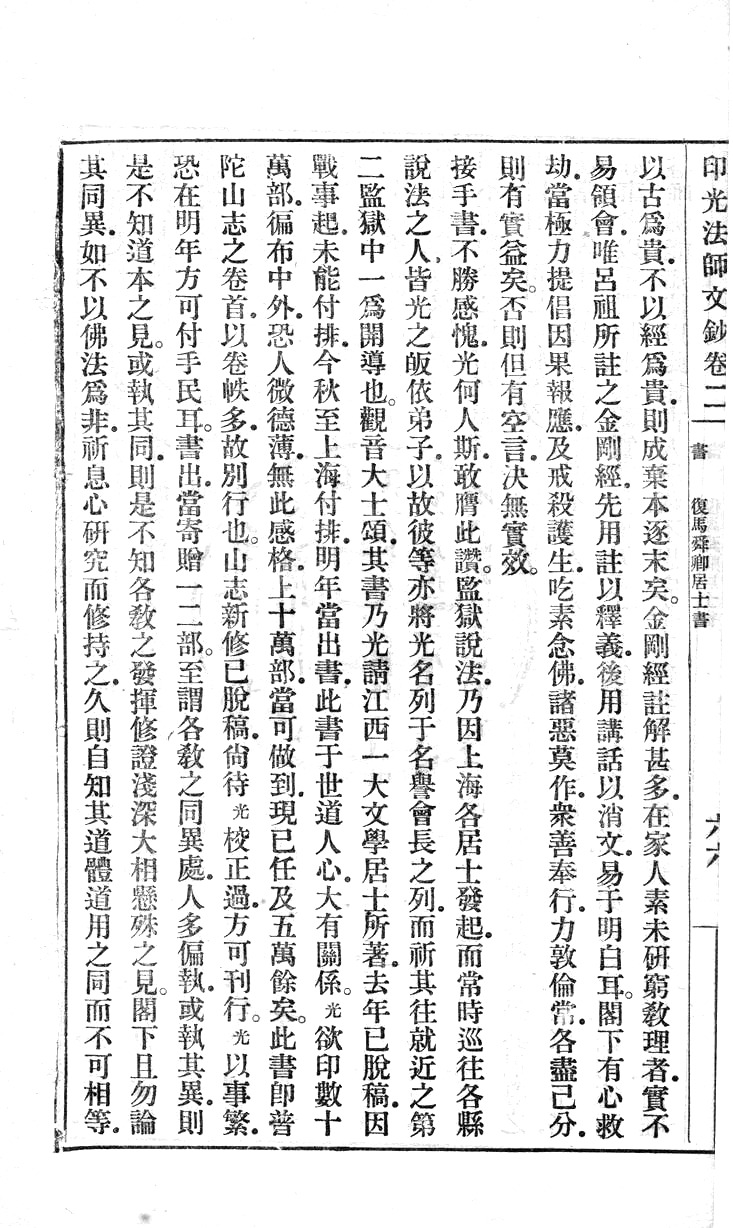 印光法師文鈔卷二 書 復馬舜卿居士書 六六
以古爲貴.不以經爲貴.則成棄本逐末矣。金剛經註解甚多.在家人素未硏窮敎理者.實不
易領會.唯呂祖所註之金剛經.先用註以釋義.後用講話以消文.易于明白耳。閣下有心救
劫.當極力提倡因果報應.及戒殺護生.吃素念佛.諸惡莫作.衆善奉行.力敦倫常.各盡己分.
則有實益矣。否則但有空言.決無實效。
接手書.不勝感愧.光何人斯.敢膺此讚.監獄說法.乃因上海各居士發起.而常時巡往各縣
說法之人.皆光之皈依弟子.以故彼等亦將光名列于名譽會長之列.而祈其往就近之第
二監獄中一爲開導也。觀音大士頌.其書乃光請江西一大文學居士所著.去年已脫稿.因
戰事起.未能付排.今秋至上海付排.明年當出書.此書于世道人心.大有關係。光欲印數十
萬部.徧布中外.恐人微德薄.無此感格.上十萬部.當可做到.現已任及五萬餘矣。此書卽普
陀山志之卷首.以卷帙多.故別行也。山志新修已脫稿.尙待光校正過.方可刊行。光以事繁.
恐在明年方可付手民耳。書出.當寄贈一二部。至謂各敎之同異處.人多偏執.或執其異.則
是不知道本之見。或執其同.則是不知各敎之發揮修證淺深大相懸殊之見。閣下且勿論
其同異.如不以佛法爲非.祈息心硏究而修持之.久則自知其道體道用之同而不可相等.